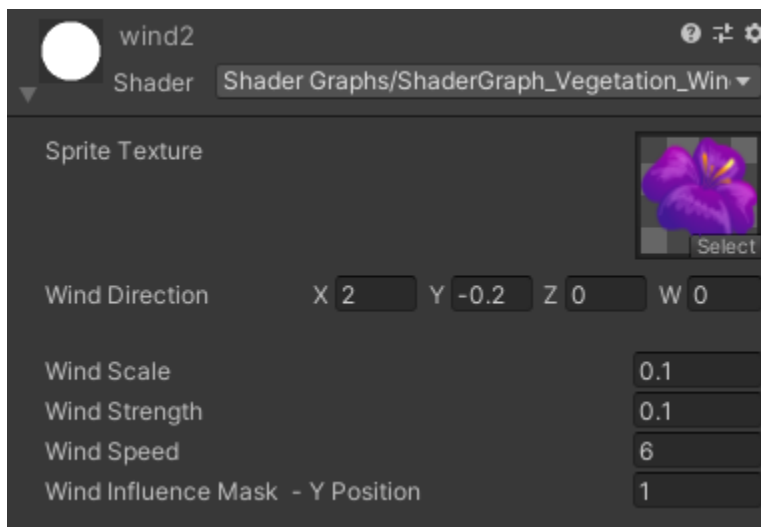 wind2
Shader Shader Graphs/ShaderGraph_Vegetation_Win
Sprite Texture
Select
Wind Direction X 2 Y -0.2 Z 0 W 0
Wind Scale 0.1
Wind Strength 0.1
Wind Speed 6
Wind Influence Mask - Y Position 1